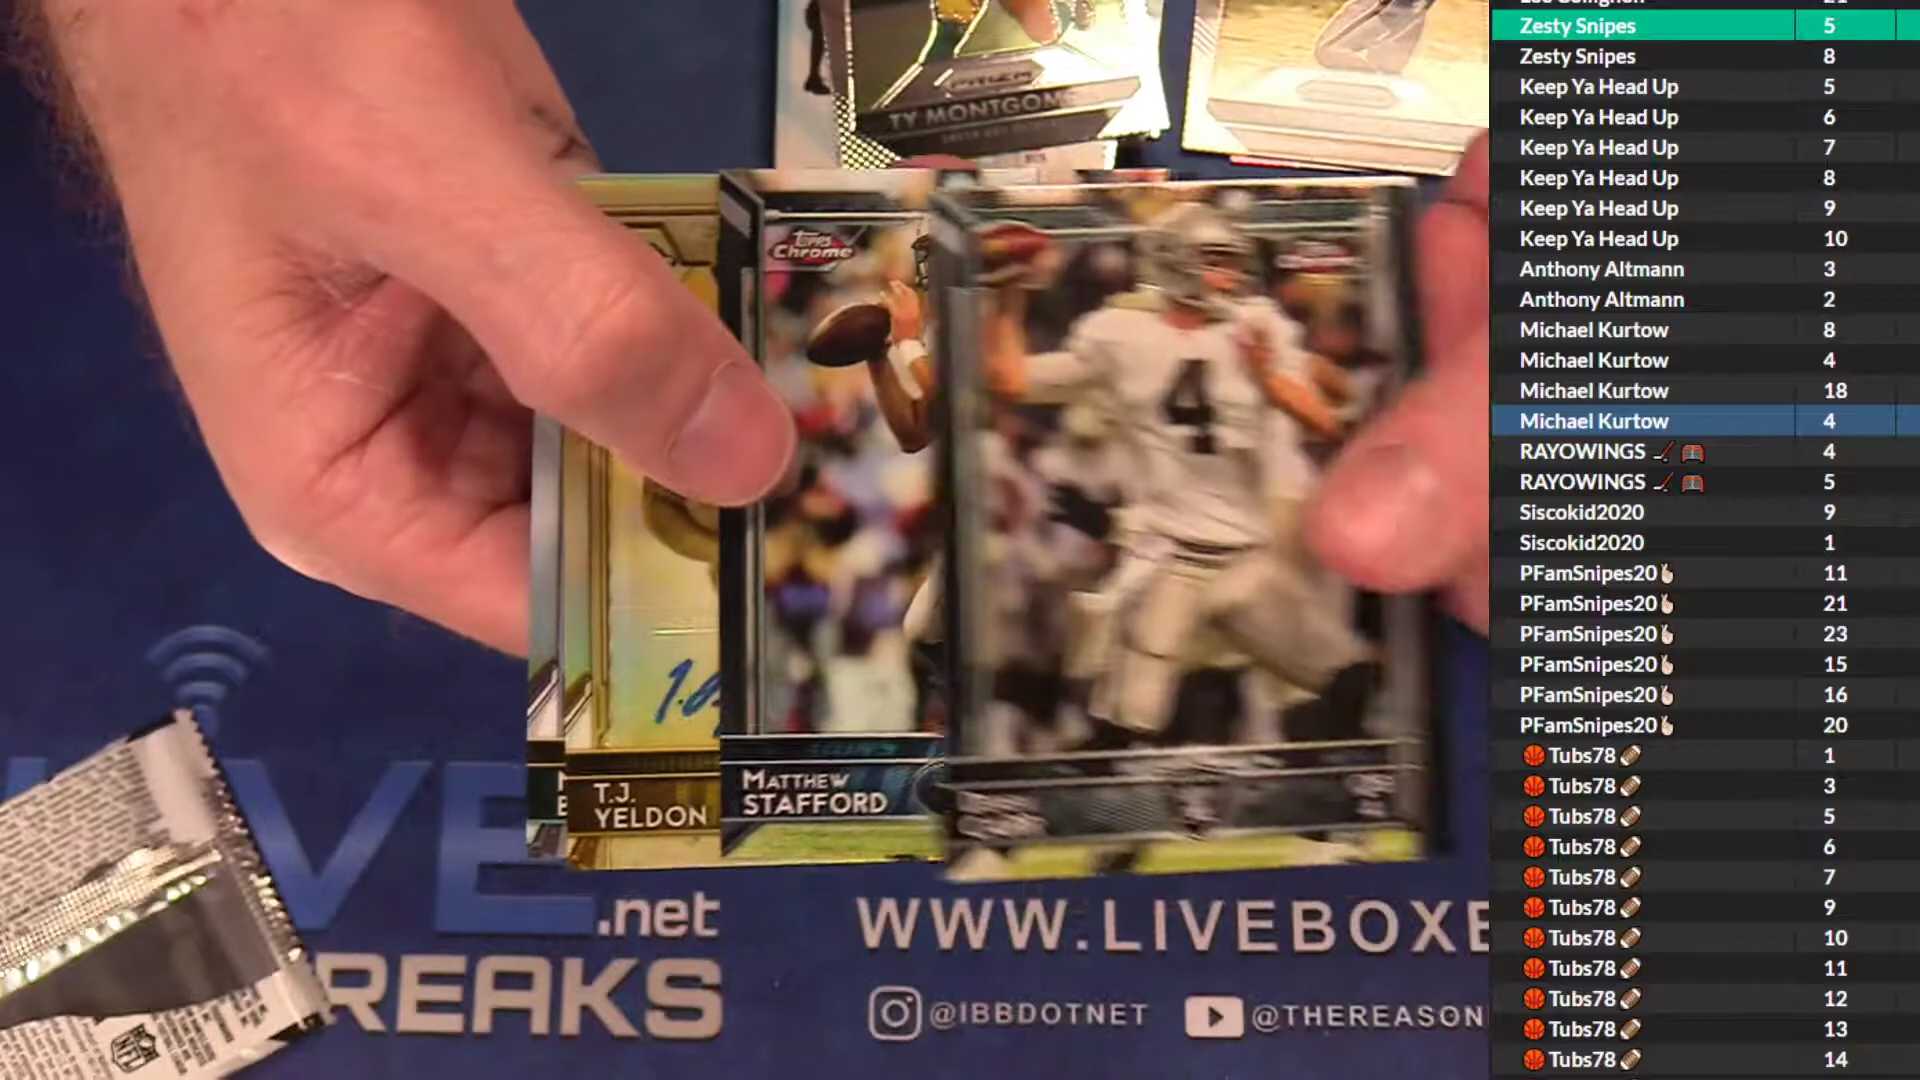 TY MONTGOM
Topps
Chrome
4
T.J.
YELDON
MATTHEW
STAFFORD
VE
.net
REAKS
WWW.LIVEBOXE
@IBBDOTNET
@THEREASON
NFL
Zesty Snipes 5
Zesty Snipes 8
Keep Ya Head Up 5
Keep Ya Head Up 6
Keep Ya Head Up 7
Keep Ya Head Up 8
Keep Ya Head Up 9
Keep Ya Head Up 10
Anthony Altmann 3
Anthony Altmann 2
Michael Kurtow 8
Michael Kurtow 4
Michael Kurtow 18
Michael Kurtow 4
RAYOWINGS 4
RAYOWINGS 5
Siscokid2020 9
Siscokid2020 1
PFamSnipes20 11
PFamSnipes20 21
PFamSnipes20 23
PFamSnipes20 15
PFamSnipes20 16
PFamSnipes20 20
Tubs78 1
Tubs78 3
Tubs78 5
Tubs78 6
Tubs78 7
Tubs78 9
Tubs78 10
Tubs78 11
Tubs78 12
Tubs78 13
Tubs78 14